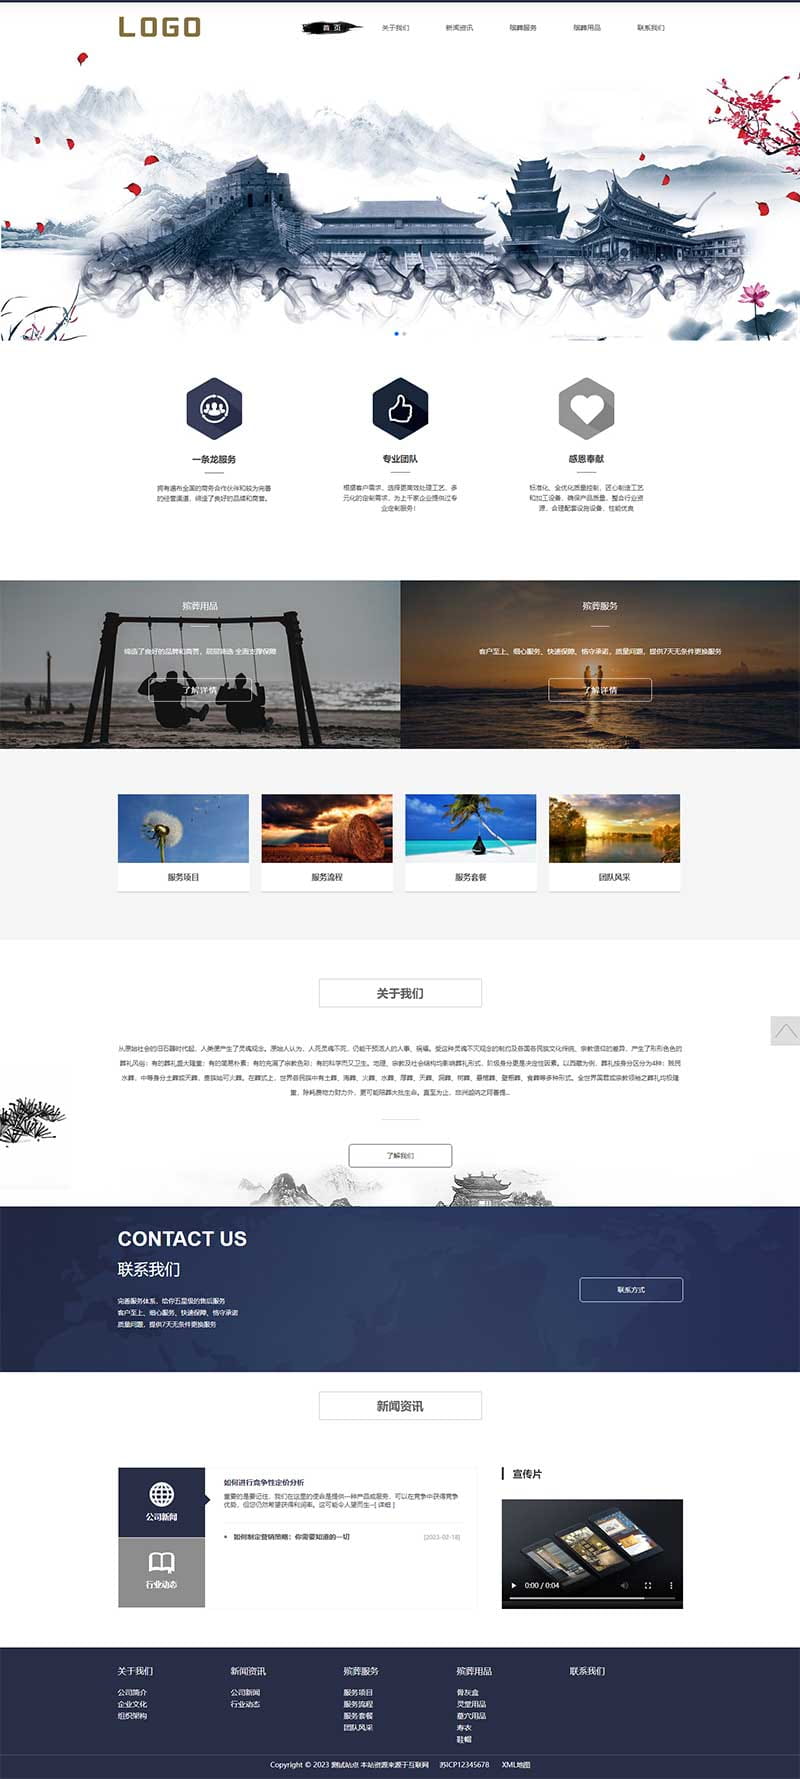 LOGO
首 页
关于我们
新闻资讯
殡葬服务
殡葬用品
联系我们
一条龙服务
拥有遍布全国的商务合作伙伴和较为完善
的经营渠道，缔造了良好的品牌和商誉。
专业团队
根据客户需求，选择更高效处理工艺、多
元化的定制需求，为上千家企业提供过专
业定制服务！
感恩奉献
标准化、全优化质量控制，匠心制造工艺
和加工设备，确保产品质量，整合行业资
源，合理配套设施设备，性能优良
殡葬用品
缔造了良好的品牌和商誉，层层筛选 全面支撑保障
了解详情
殡葬服务
客户至上、细心服务、快速保障、恪守承诺，质量问题，提供7天无条件更换服务
了解详情
服务项目
服务流程
服务套餐
团队风采
关于我们
从原始社会的旧石器时代起，人类便产生了灵魂观念。原始人认为，人死灵魂不死，仍能干预活人的人事、祸福。受这种灵魂不灭观念的制约及各国各民族文化传统、宗教信仰的差异，产生了形形色色的
葬礼风俗：有的葬礼盛大隆重；有的简易朴素；有的充满了宗教色彩；有的科学而又卫生。地理、宗教及社会结构均影响葬礼形式，阶级身分更是决定性因素。以西藏为例，葬礼按身分区分为4种：贱民
水葬，中等身分土葬或天葬，贵族始可火葬。在葬式上，世界各民族中有土葬、海葬、火葬、水葬、厚葬、天葬、洞葬、树葬、悬棺葬、壁橱葬、食葬等多种形式。全世界国君或宗教领袖之葬礼均极隆
重，除耗费物力财力外，更可能陪葬大批生命。直至为止，非洲越纳之阿善提...
了解我们
CONTACT US
联系我们
完善服务体系，给你五星级的售后服务
客户至上、细心服务、快速保障、恪守承诺
质量问题，提供7天无条件更换服务
联系方式
新闻资讯
公司新闻
行业动态
如何进行竞争性定价分析
重要的是要记住，我们在这里的使命是提供一种产品或服务，可以在竞争中获得竞争
优势，但您仍然希望获得利润率。这可能令人望而生--[ 详细 ]
如何制定营销策略：你需要知道的一切
[2023-02-18]
宣传片
0:00 / 0:04
关于我们
公司简介
企业文化
组织架构
新闻资讯
公司新闻
行业动态
殡葬服务
服务项目
服务流程
服务套餐
团队风采
殡葬用品
骨灰盒
灵堂用品
墓穴用品
寿衣
鞋帽
联系我们
Copyright © 2023 测试站点 本站资源来源于互联网 苏ICP12345678 XML地图